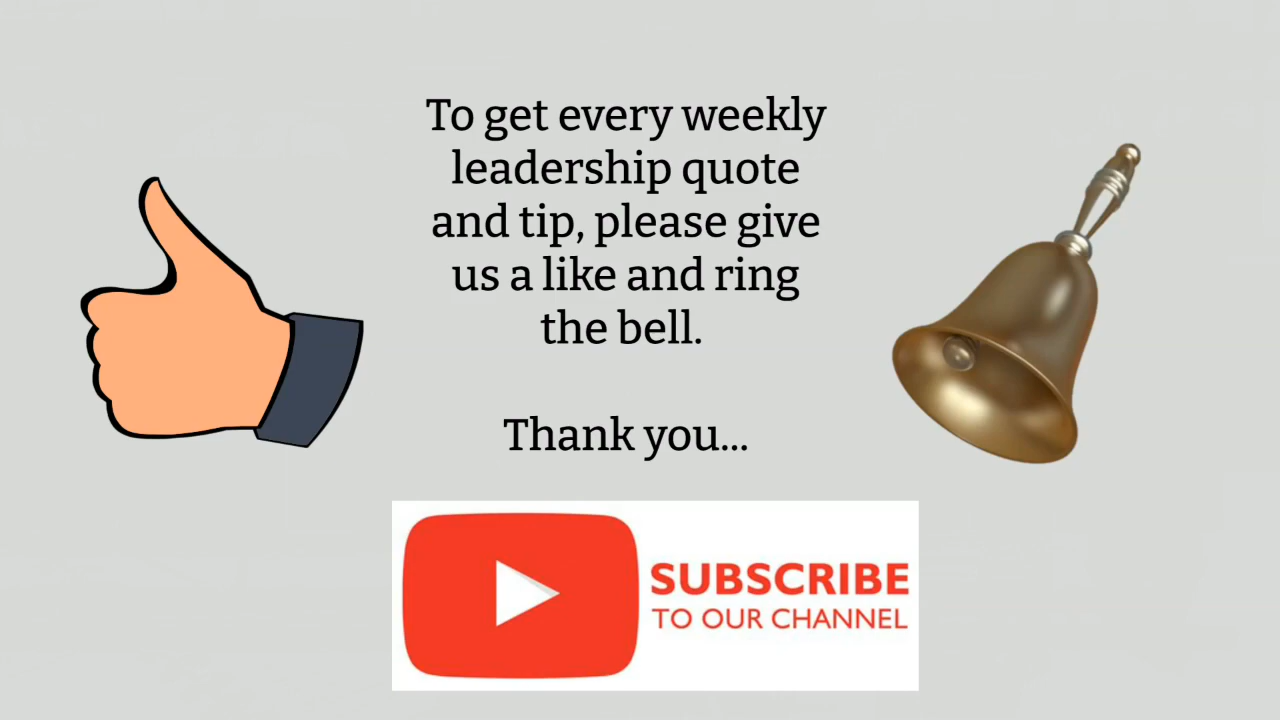 To get every weekly
leadership quote
and tip, please give
us a like and ring
the bell.
Thank you...
SUBSCRIBE
TO OUR CHANNEL